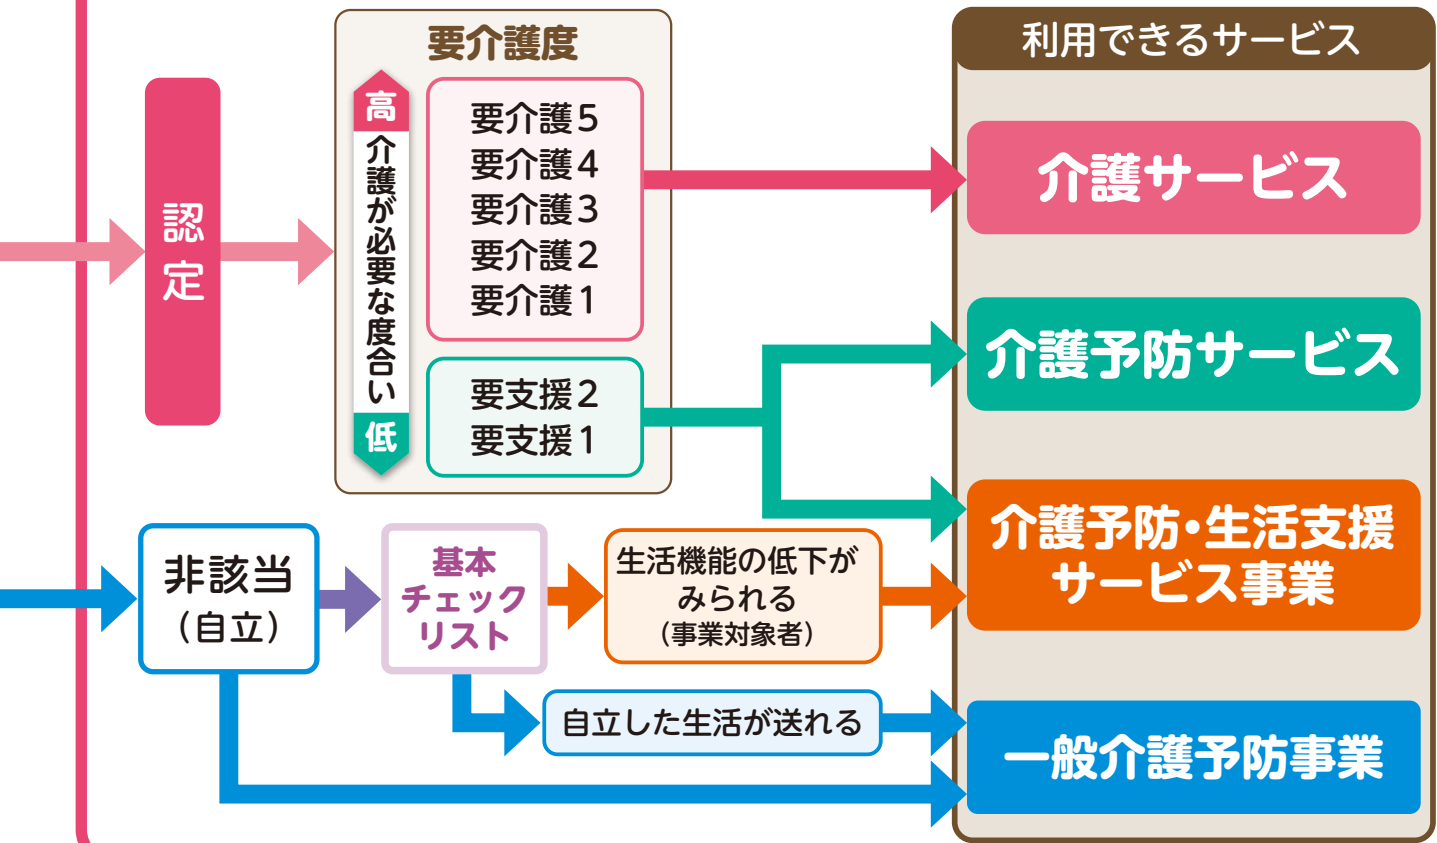 認定
要介護度
高
介護が必要な度合い
低
要介護5
要介護4
要介護3
要介護2
要介護1
要支援2
要支援1
非該当
（自立）
基本
チェック
リスト
生活機能の低下が
みられる
（事業対象者）
自立した生活が送れる
利用できるサービス
介護サービス
介護予防サービス
介護予防・生活支援
サービス事業
一般介護予防事業